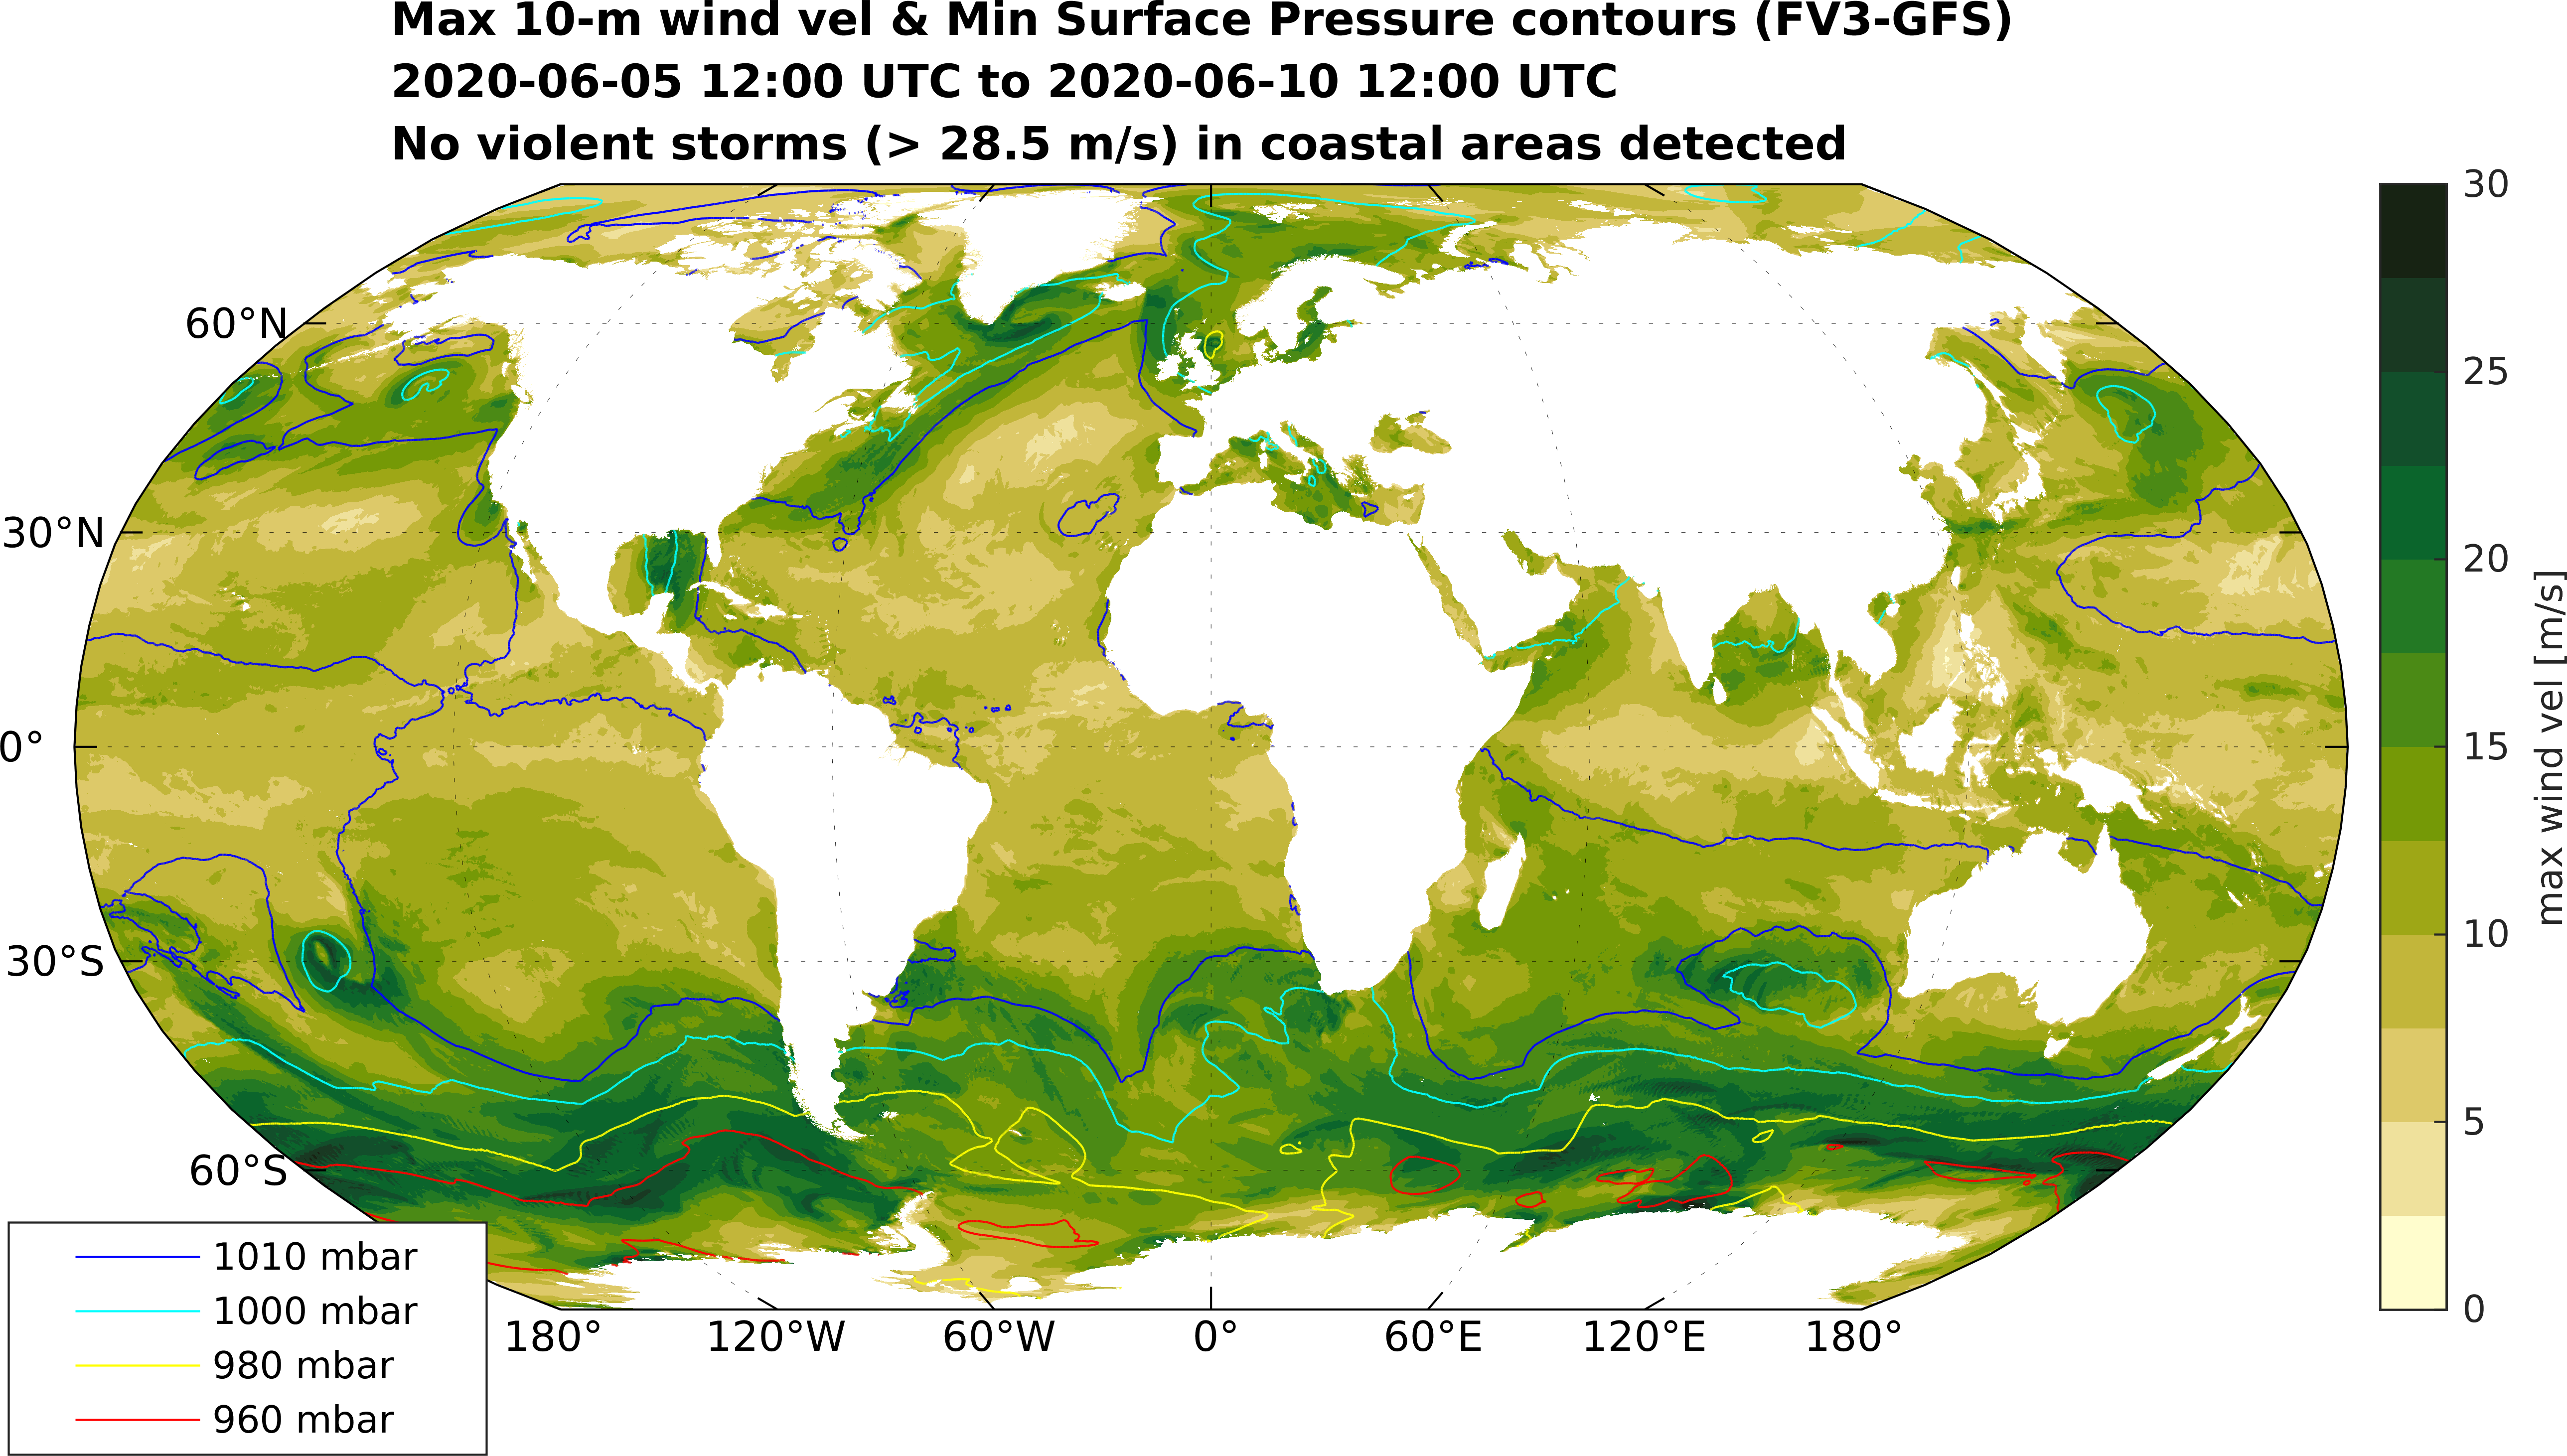 Max 10-m wind vel & Min Surface Pressure contours (FV3-GFS)
2020-06-05 12:00 UTC to 2020-06-10 12:00 UTC
No violent storms (> 28.5 m/s) in coastal areas detected
60°N
30°N
0°
30°S
60°S
180°
120°W
60°W
0°
60°E
120°E
180°
1010 mbar
1000 mbar
980 mbar
960 mbar
30
25
20
15
10
5
0
max wind vel [m/s]